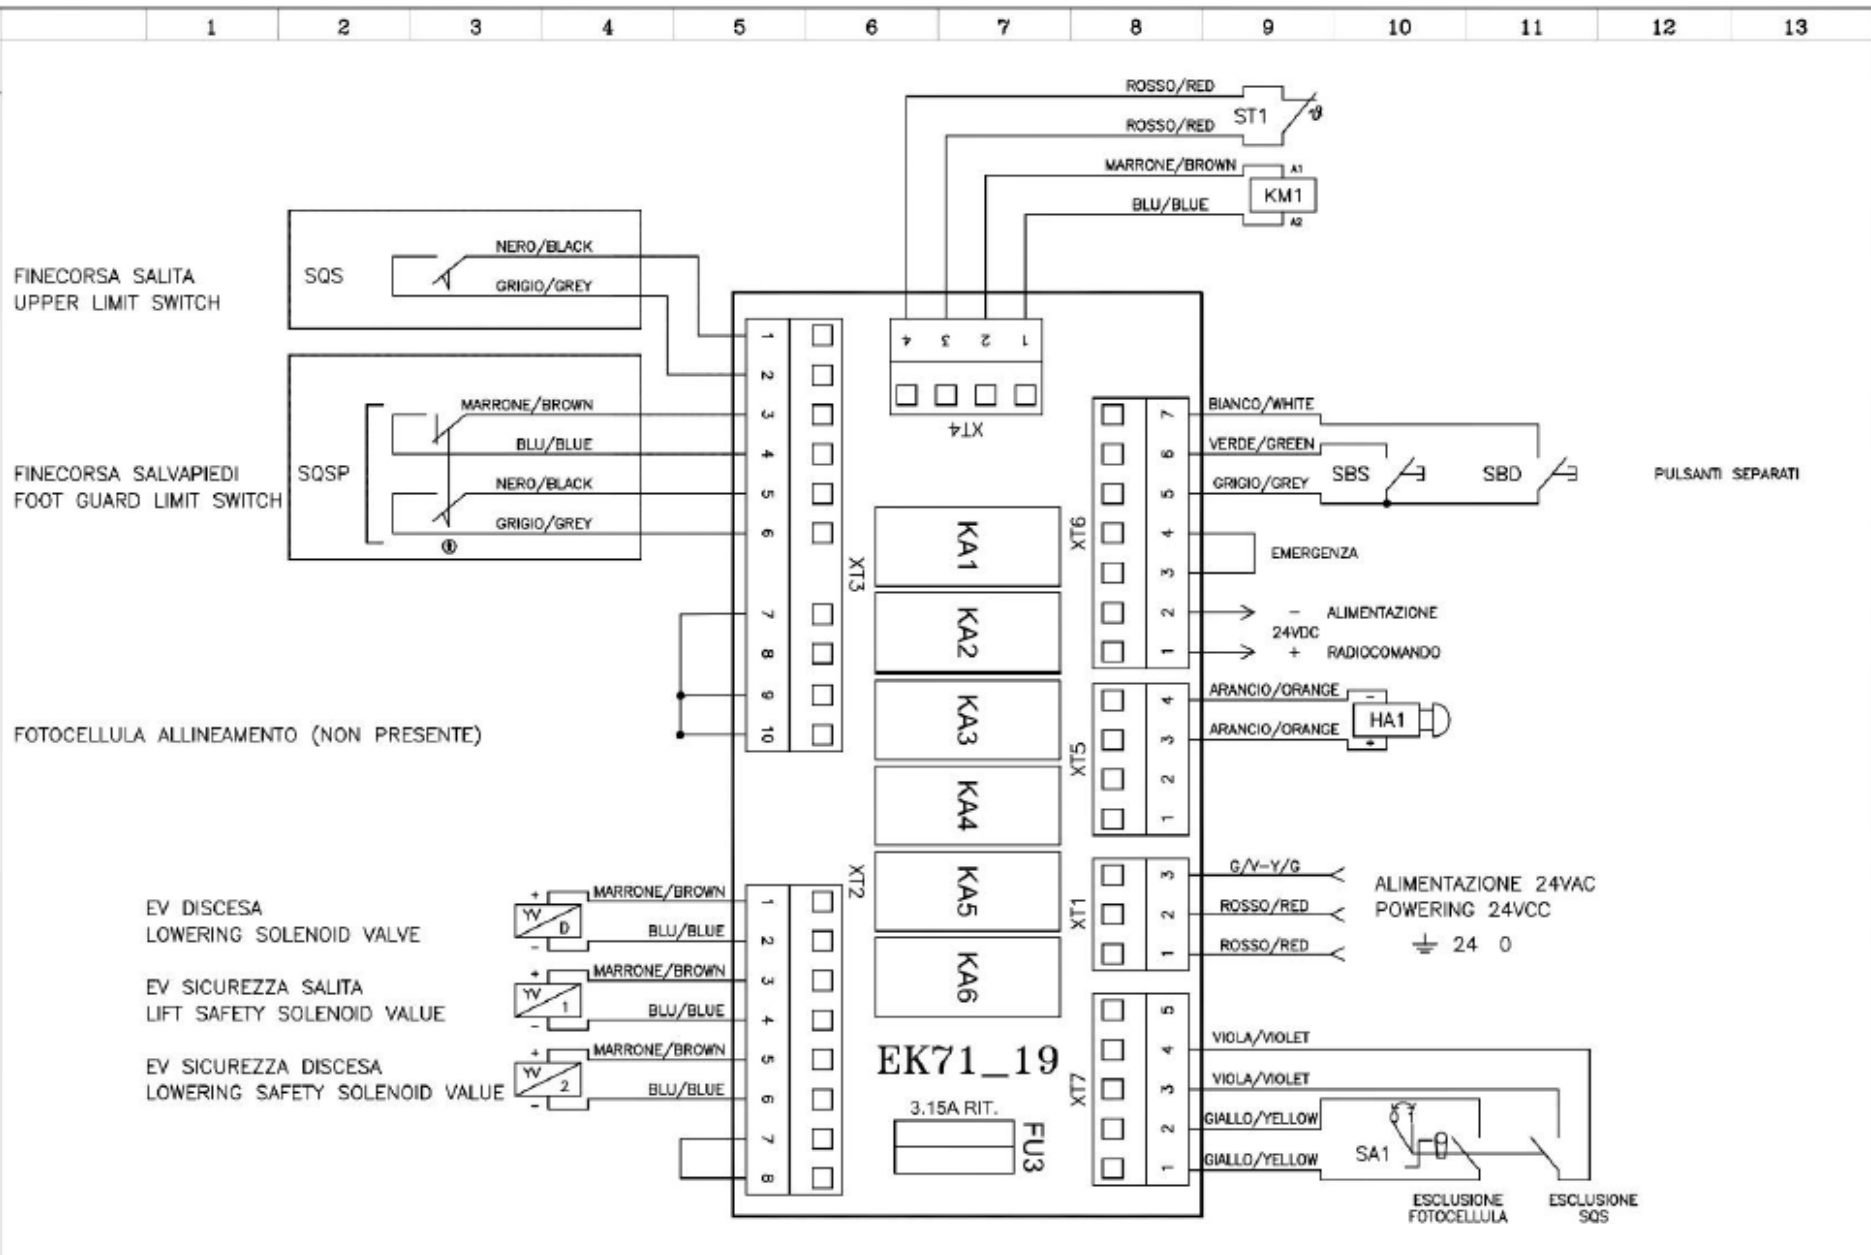 1 2 3 4 5 6 7 8 9 10 11 12 13
ROSSO/RED
ST1
ROSSO/RED
MARRONE/BROWN
A1
KM1
BLU/BLUE
A2
FINECORSA SALITA
UPPER LIMIT SWITCH
SQS
NERO/BLACK
GRIGIO/GREY
FINECORSA SALVAPIEDI
FOOT GUARD LIMIT SWITCH
SQSP
MARRONE/BROWN
BLU/BLUE
NERO/BLACK
GRIGIO/GREY
1
2
3
4
5
6
7
8
9
10
XT3
FOTOCELLULA ALLINEAMENTO (NON PRESENTE)
4 3 2 1
XT4
KA1
KA2
KA3
KA4
KA5
KA6
EK71_19
3.15A RIT.
FU3
EV DISCESA
LOWERING SOLENOID VALVE
+
YV
D
-
MARRONE/BROWN
BLU/BLUE
EV SICUREZZA SALITA
LIFT SAFETY SOLENOID VALUE
+
YV
1
-
MARRONE/BROWN
BLU/BLUE
EV SICUREZZA DISCESA
LOWERING SAFETY SOLENOID VALUE
+
YV
2
-
MARRONE/BROWN
BLU/BLUE
1
2
3
4
5
6
7
8
XT2
XT6
7
6
5
4
3
2
1
BIANCO/WHITE
VERDE/GREEN
GRIGIO/GREY
SBS
SBD
PULSANTI SEPARATI
EMERGENZA
- ALIMENTAZIONE
24VDC
+ RADIOCOMANDO
XT5
4
3
2
1
ARANCIO/ORANGE
ARANCIO/ORANGE
-
HA1
+
XT1
3
2
1
G/V-Y/G
ROSSO/RED
ROSSO/RED
ALIMENTAZIONE 24VAC
POWERING 24VCC
24 0
XT7
5
4
3
2
1
VIOLA/VIOLET
VIOLA/VIOLET
GIALLO/YELLOW
GIALLO/YELLOW
0 1
SA1
ESCLUSIONE
FOTOCELLULA
ESCLUSIONE
SQS